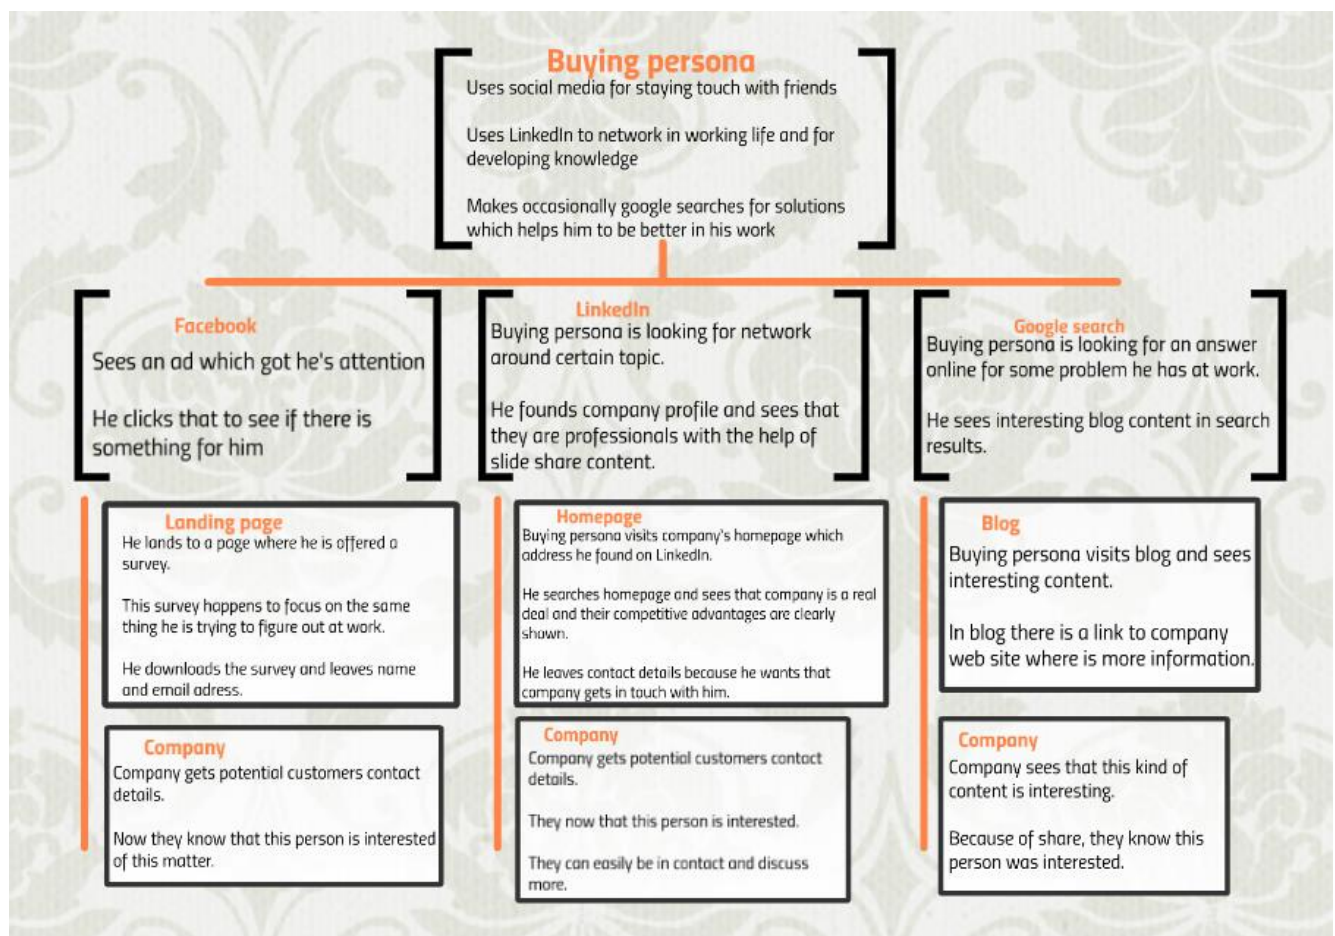 Buying persona
Uses social media for staying touch with friends
Uses LinkedIn to network in working life and for
developing knowledge
Makes occasionally google searches for solutions
which helps him to be better in his work
Facebook
Sees an ad which got he's attention
He clicks that to see if there is
something for him
LinkedIn
Buying persona is looking for network
around certain topic.
He founds company profile and sees that
they are professionals with the help of
slide share content.
Google search
Buying persona is looking for an answer
online for some problem he has at work.
He sees interesting blog content in search
results.
Landing page
He lands to a page where he is offered a
survey.
This survey happens to focus on the same
thing he is trying to figure out at work.
He downloads the survey and leaves name
and email adress.
Homepage
Buying persona visits company's homepage which
address he found on LinkedIn.
He searches homepage and sees that company is a real
deal and their competitive advantages are clearly
shown.
He leaves contact details because he wants that
company gets in touch with him.
Blog
Buying persona visits blog and sees
interesting content.
In blog there is a link to company
web site where is more information.
Company
Company gets potential customers contact
details.
Now they know that this person is interested
of this matter.
Company
Company gets potential customers contact
details.
They now that this person is interested.
They can easily be in contact and discuss
more.
Company
Company sees that this kind of
content is interesting.
Because of share, they know this
person was interested.